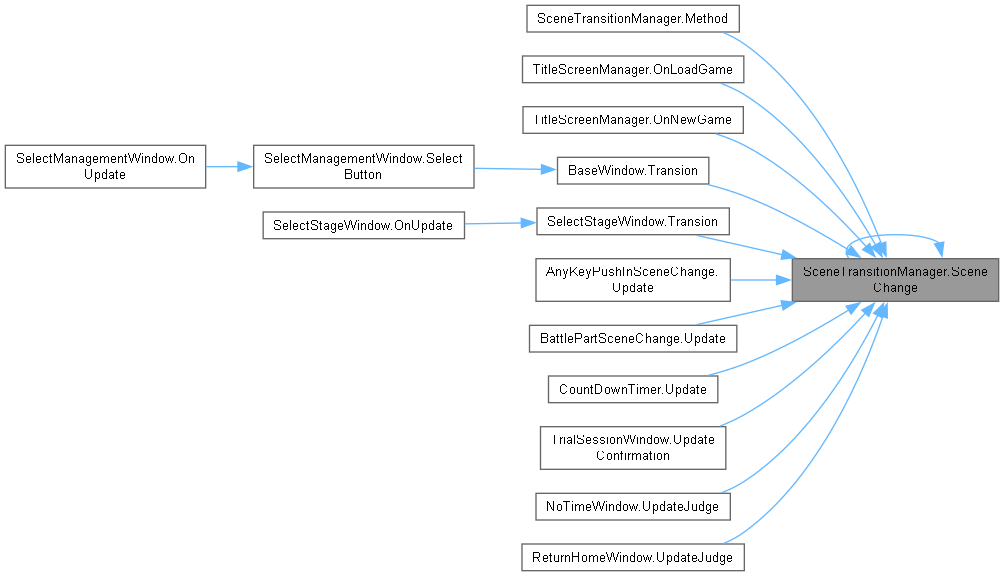 SceneTransitionManager.Method
TitleScreenManager.OnLoadGame
TitleScreenManager.OnNewGame
SelectManagementWindow.On
Update
SelectManagementWindow.Select
Button
BaseWindow.Transion
SelectStageWindow.OnUpdate
SelectStageWindow.Transion
AnyKeyPushInSceneChange.
Update
SceneTransitionManager.Scene
Change
BattlePartSceneChange.Update
CountDownTimer.Update
TrialSessionWindow.Update
Confirmation
NoTimeWindow.UpdateJudge
ReturnHomeWindow.UpdateJudge